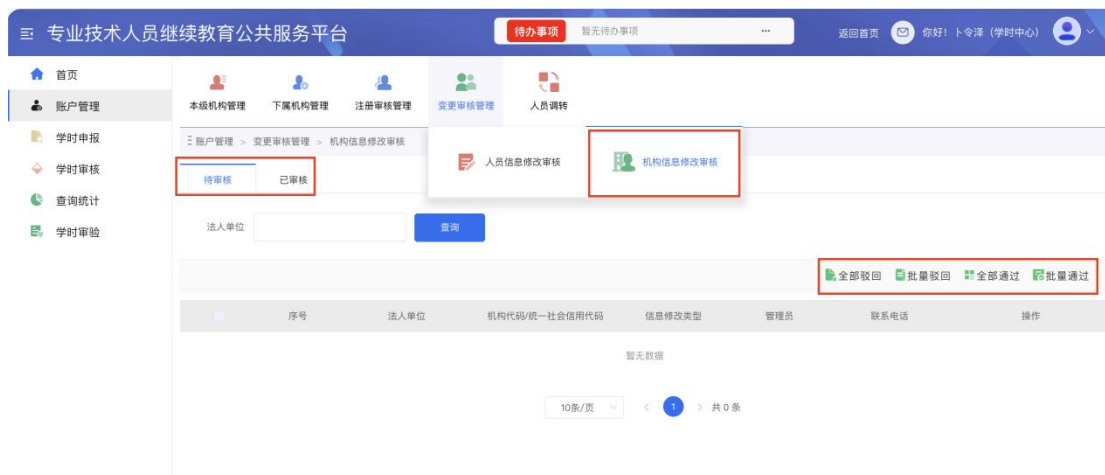 专业技术人员继续教育公共服务平台
待办事项 暂无待办事项 ...
返回首页 你好！卜令泽（学时中心）
首页
账户管理
学时申报
学时审核
查询统计
学时审验
本级机构管理 下属机构管理 注册审核管理 变更审核管理 人员调转
账户管理 > 变更审核管理 > 机构信息修改审核
人员信息修改审核 机构信息修改审核
待审核 已审核
法人单位 查询
全部驳回 批量驳回 全部通过 批量通过
序号 法人单位 机构代码/统一社会信用代码 信息修改类型 管理员 联系电话 操作
暂无数据
10条/页 < 1 > 共 0 条